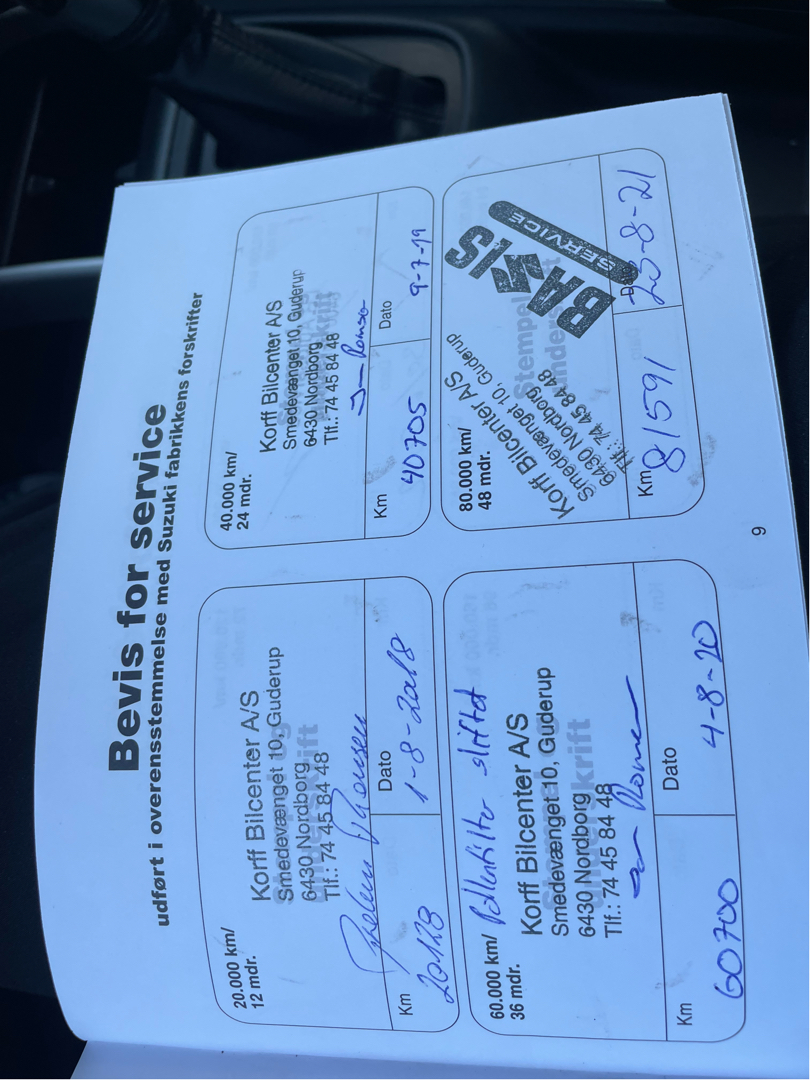 Bevis for service
udført i overensstemmelse med Suzuki fabrikkens forskrifter
20.000 km/
12 mdr.
Korff Bilcenter A/S
Smedevænget 10, Guderup
6430 Nordborg
Tlf.: 74 45 84 48
Km
Dato
20128
1-8-2018
40.000 km/
24 mdr.
Korff Bilcenter A/S
Smedevænget 10, Guderup
6430 Nordborg
Tlf.: 74 45 84 48
Km
40705
Dato
9-7-19
60.000 km/ Pollenfilter skiftet
36 mdr.
Korff Bilcenter A/S
Smedevænget 10, Guderup
6430 Nordborg
Tlf.: 74 45 84 48
Km
60700
Dato
4-8-20
80.000 km/
48 mdr.
Korff Bilcenter A/S
Smedevænget 10, Guderup
6430 Nordborg
Tlf.: 74 45 84 48
BASIS
SERVICE
Stempel
Km
81591
9